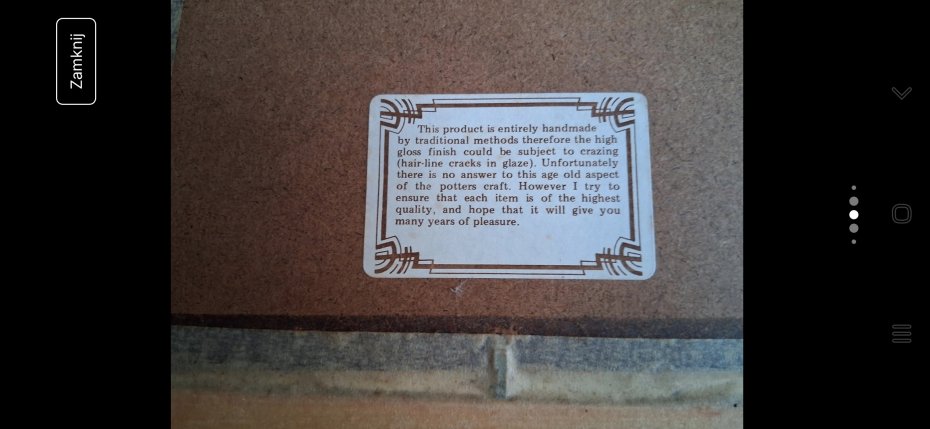 Zamknij
This product is entirely handmade
by traditional methods therefore the high
gloss finish could be subject to crazing
(hair-line cracks in glaze). Unfortunately
there is no answer to this age old aspect
of the potters craft. However I try to
ensure that each item is of the highest
quality, and hope that it will give you
many years of pleasure.